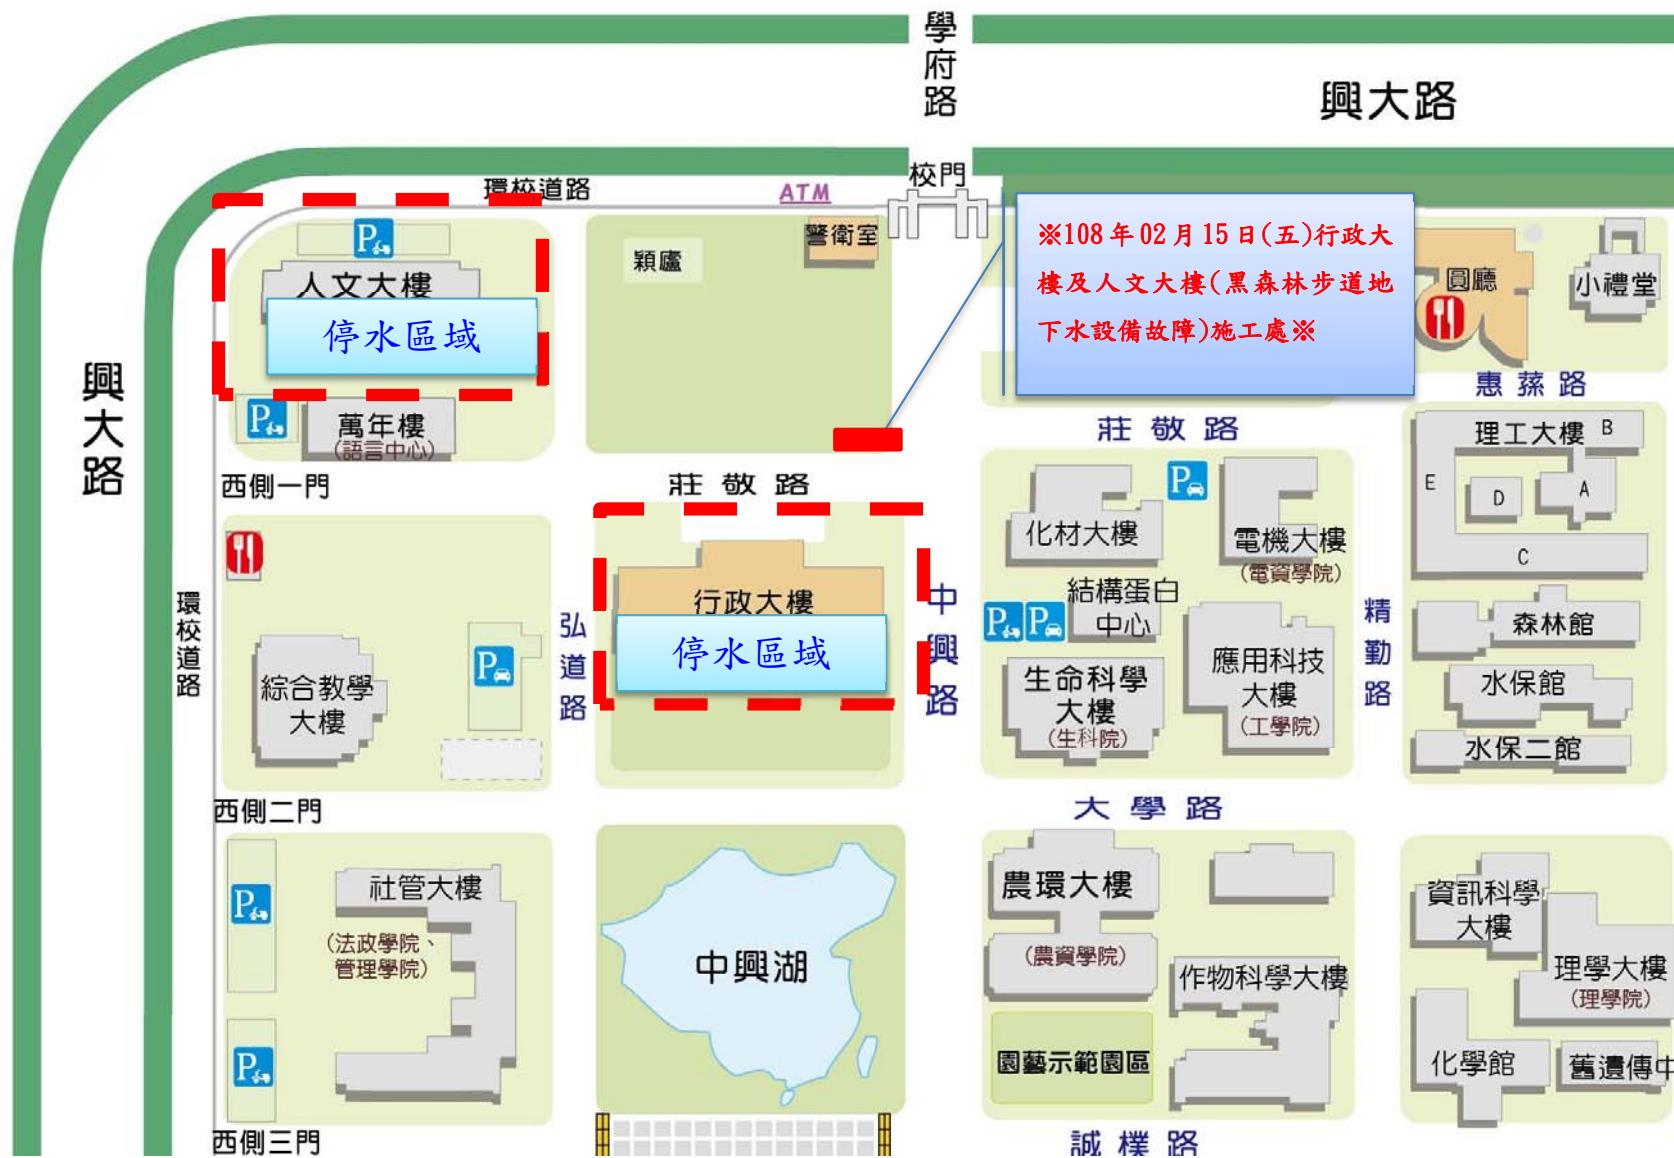 學府路
興大路
校門
環校道路
ATM
警衛室
穎廬
※108年02月15日(五)行政大
樓及人文大樓(黑森林步道地
下水設備故障)施工處※
圓廳
小禮堂
P
人文大樓
停水區域
興大路
惠蓀路
P
萬年樓
(語言中心)
莊敬路
理工大樓
B
E
D
A
C
西側一門
莊敬路
P
化材大樓
電機大樓
(電資學院)
行政大樓
停水區域
環校道路
弘道路
中興路
P
P
結構蛋白
中心
精勤路
森林館
綜合教學
大樓
P
生命科學
大樓
(生科院)
應用科技
大樓
(工學院)
水保館
水保二館
西側二門
大學路
P
社管大樓
(法政學院、
管理學院)
中興湖
農環大樓
(農資學院)
作物科學大樓
資訊科學
大樓
理學大樓
(理學院)
P
園藝示範園區
化學館
舊遺傳中
西側三門
誠樸路